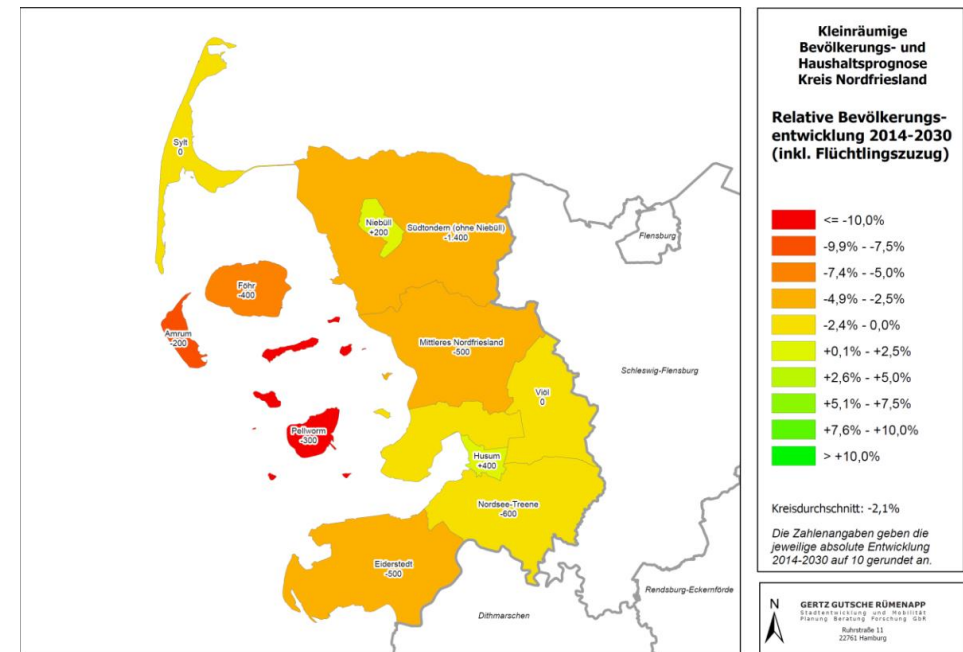 Sylt
0
Niebüll
+200
Südtondern (ohne Niebüll)
-1.400
Flensburg
Föhr
-400
Amrum
-200
Mittleres Nordfriesland
-500
Schleswig-Flensburg
Viöl
0
Pellworm
-300
Husum
+400
Nordsee-Treene
-600
Eiderstedt
-500
Rendsburg-Eckernförde
Dithmarschen
Kleinräumige
Bevölkerungs- und
Haushaltsprognose
Kreis Nordfriesland
Relative Bevölkerungs-
entwicklung 2014-2030
(inkl. Flüchtlingszuzug)
<= -10,0%
-9,9% - -7,5%
-7,4% - -5,0%
-4,9% - -2,5%
-2,4% - 0,0%
+0,1% - +2,5%
+2,6% - +5,0%
+5,1% - +7,5%
+7,6% - +10,0%
> +10,0%
Kreisdurchschnitt: -2,1%
Die Zahlenangaben geben die
jeweilige absolute Entwicklung
2014-2030 auf 10 gerundet an.
N
GERTZ GUTSCHE RÜMENAPP
Stadtentwicklung und Mobilität
Planung Beratung Forschung GbR
Ruhrstraße 11
22761 Hamburg